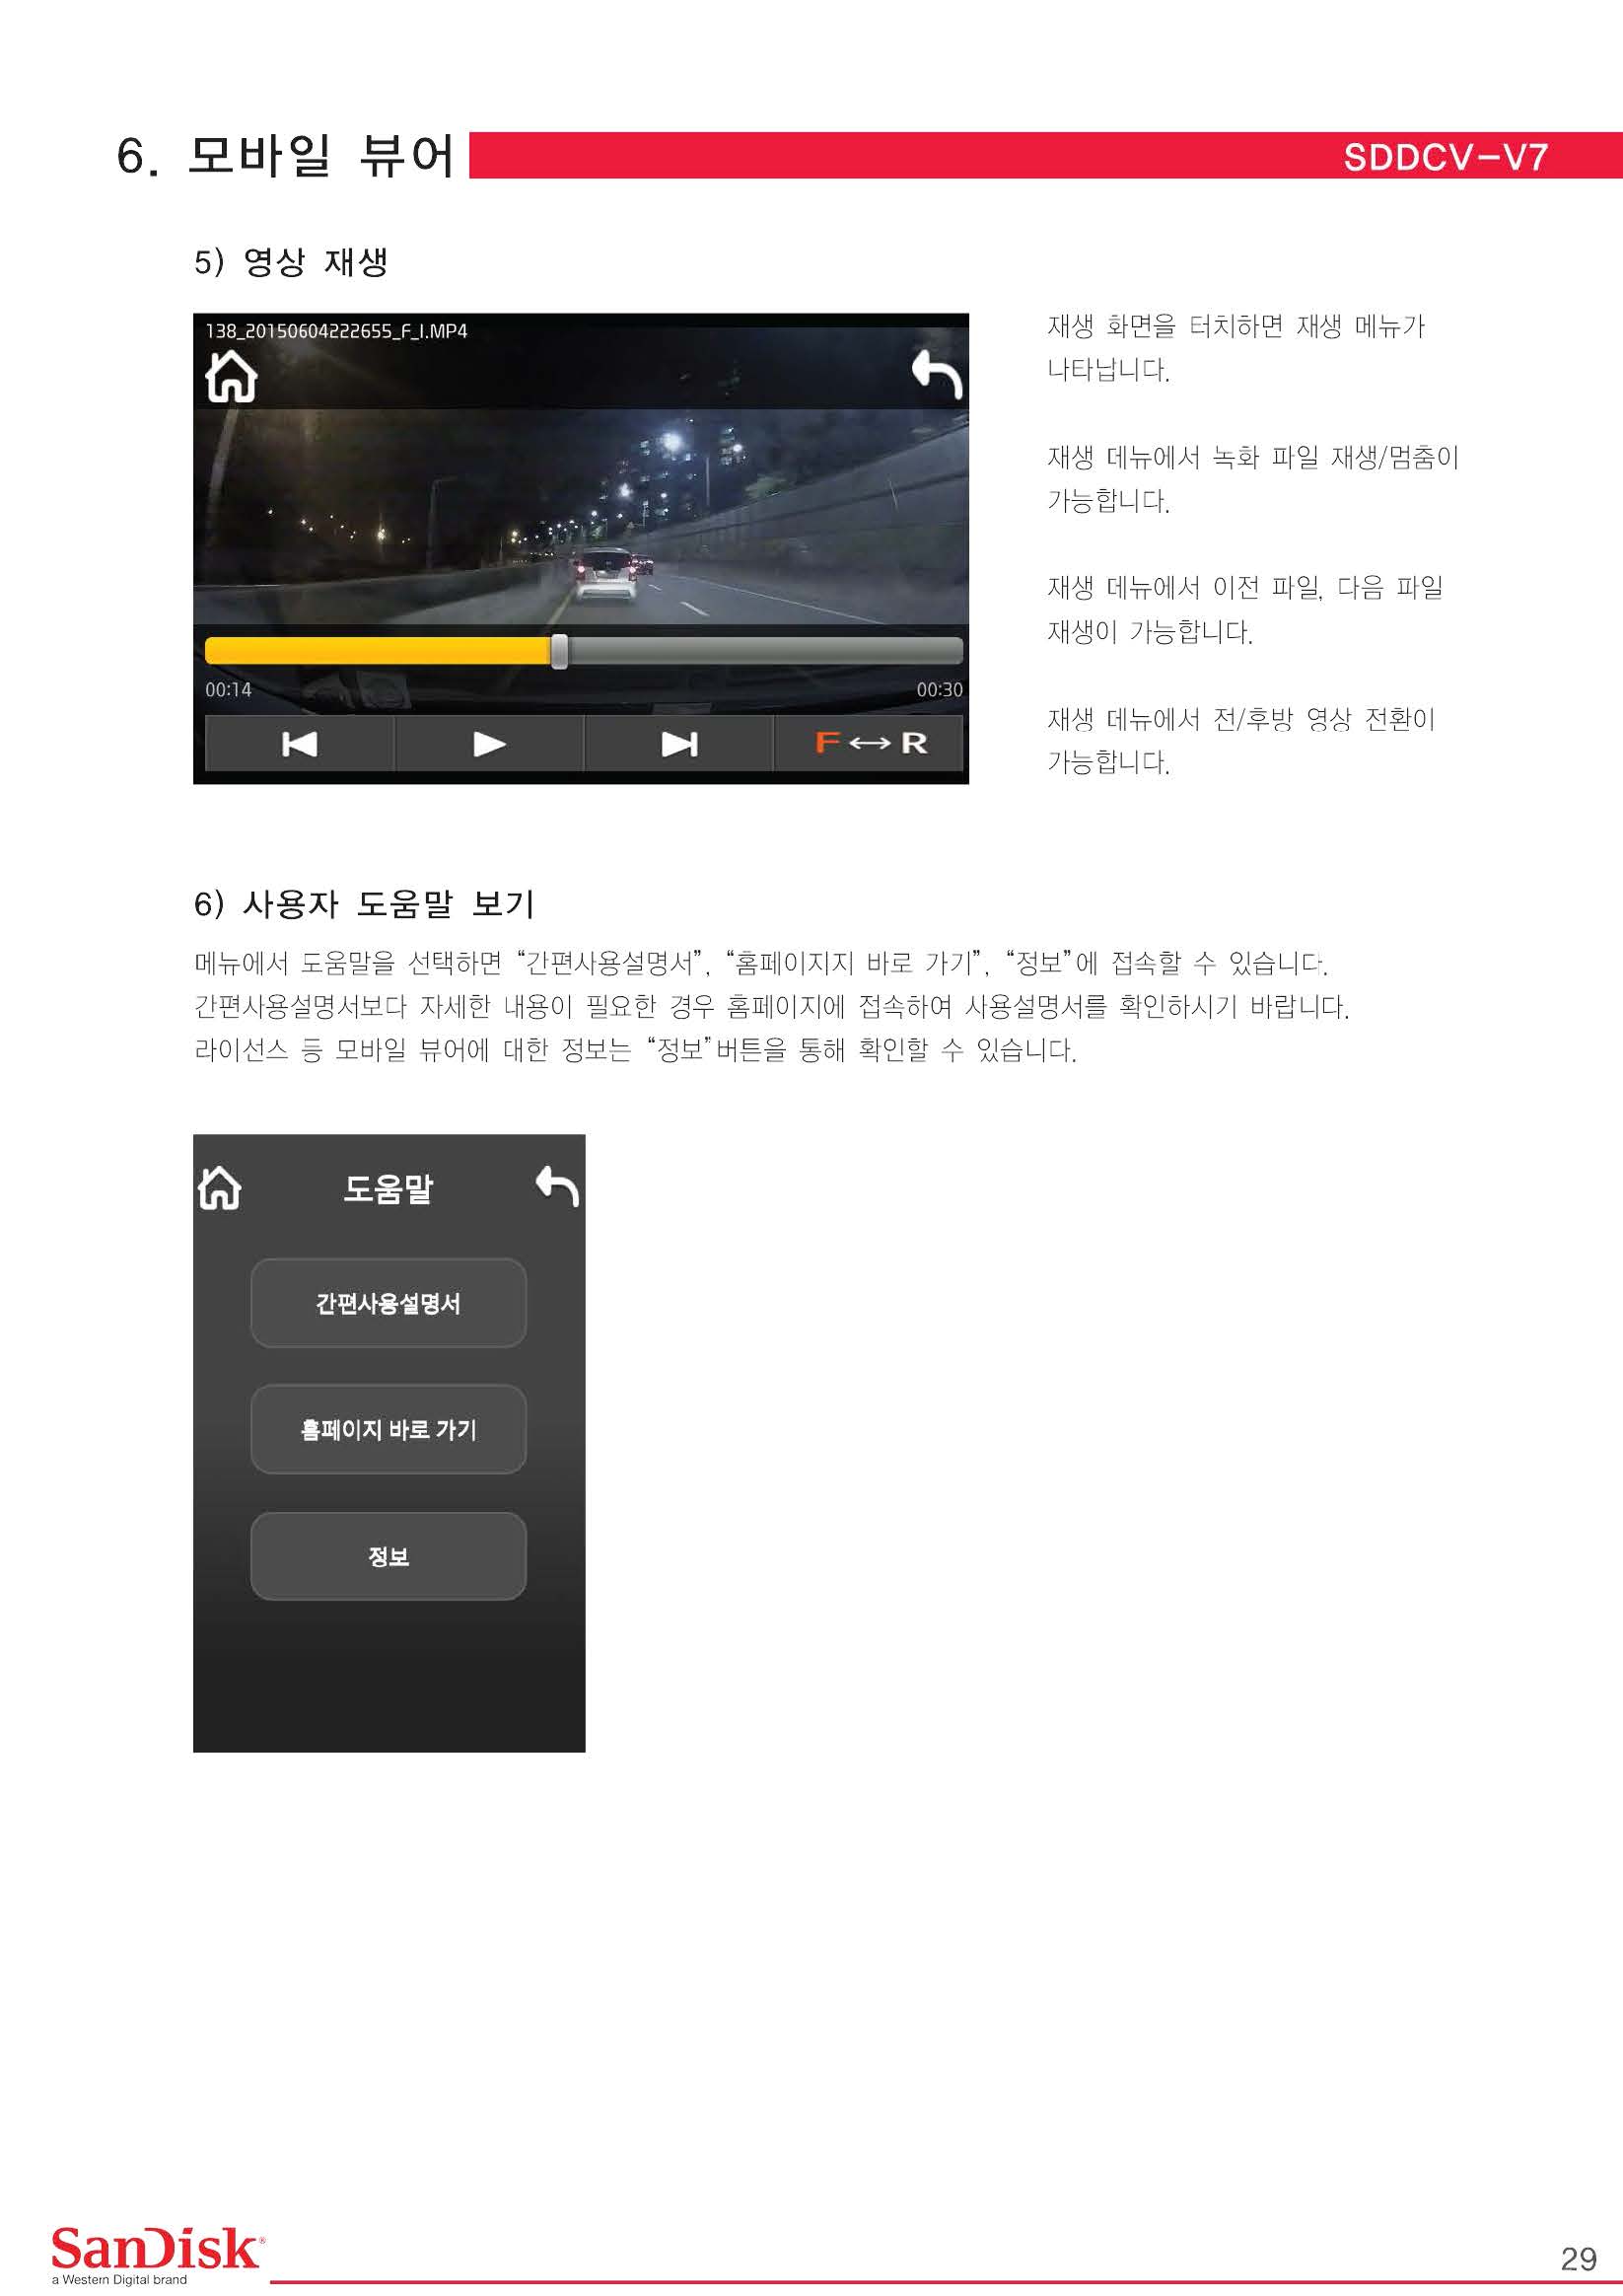 6. 모바일 뷰어
SDDCV-V7
5) 영상 재생
138_20150604222655_F_I.MP4
00:14
00:30
F↔R
재생 화면을 터치하면 재생 메뉴가
나타납니다.
재생 메뉴에서 녹화 파일 재생/멈춤이
가능합니다.
재생 메뉴에서 이전 파일, 다음 파일
재생이 가능합니다.
재생 메뉴에서 전/후방 영상 전환이
가능합니다.
6) 사용자 도움말 보기
메뉴에서 도움말을 선택하면 “간편사용설명서”, “홈페이지지 바로 가기”, “정보”에 접속할 수 있습니다.
간편사용설명서보다 자세한 내용이 필요한 경우 홈페이지에 접속하여 사용설명서를 확인하시기 바랍니다.
라이선스 등 모바일 뷰어에 대한 정보는 “정보”버튼을 통해 확인할 수 있습니다.
도움말
간편사용설명서
홈페이지 바로 가기
정보
SanDisk®
a Western Digital brand
29